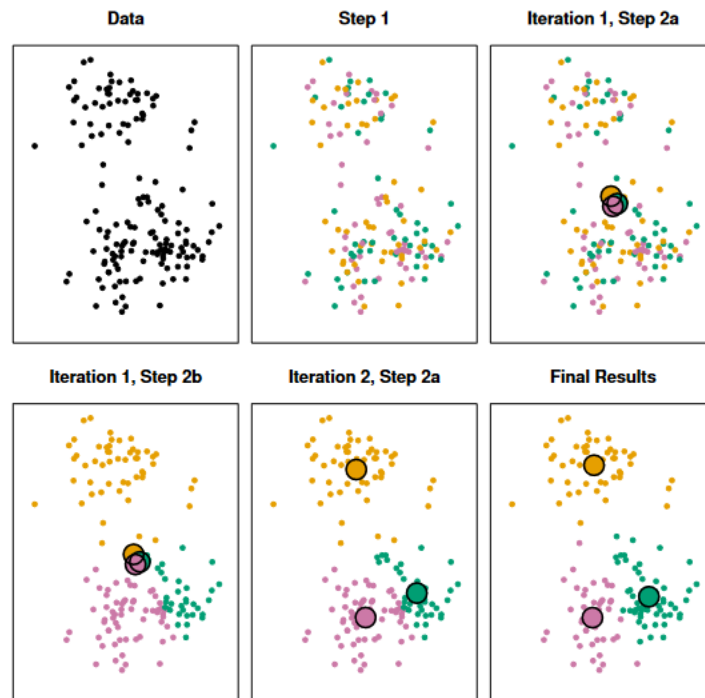 Data
Step 1
Iteration 1, Step 2a
Iteration 1, Step 2b
Iteration 2, Step 2a
Final Results